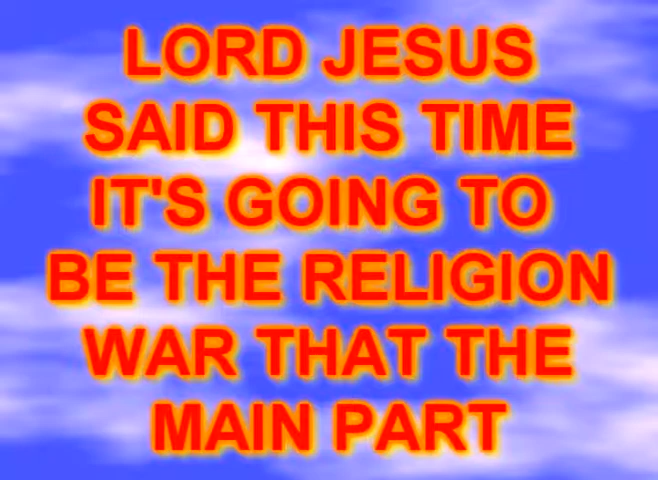 LORD JESUS
SAID THIS TIME
IT'S GOING TO
BE THE RELIGION
WAR THAT THE
MAIN PART